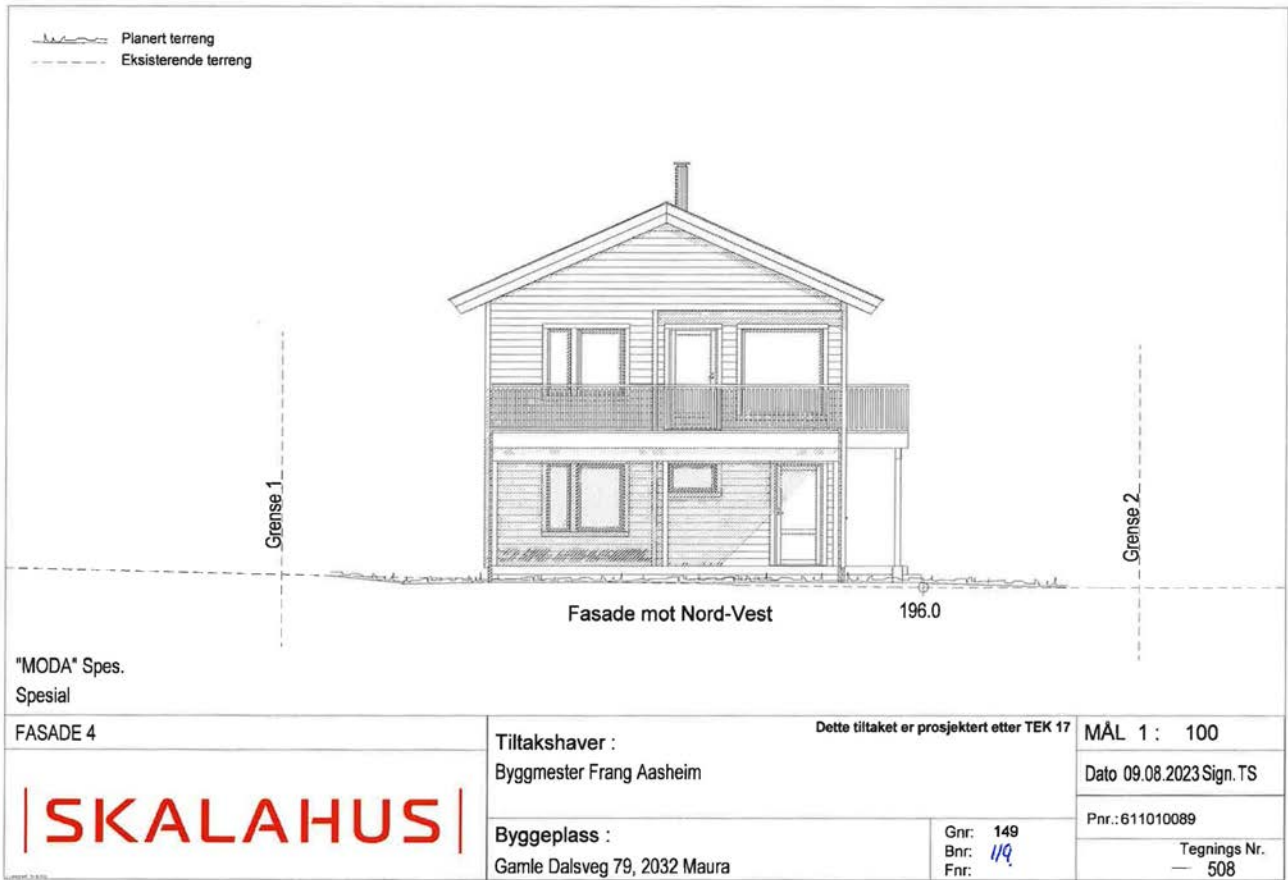 Planert terreng
Eksisterende terreng
Grense 1
Grense 2
Fasade mot Nord-Vest
196.0
"MODA" Spes.
Spesial
FASADE 4
SKALAHUS
Tiltakshaver :
Dette tiltaket er prosjektert etter TEK 17
Byggmester Frang Aasheim
Byggeplass :
Gamle Dalsveg 79, 2032 Maura
Gnr: 149
Bnr: 119
Fnr:
MÅL 1 : 100
Dato 09.08.2023 Sign. TS
Pnr.: 611010089
Tegnings Nr.
— 508